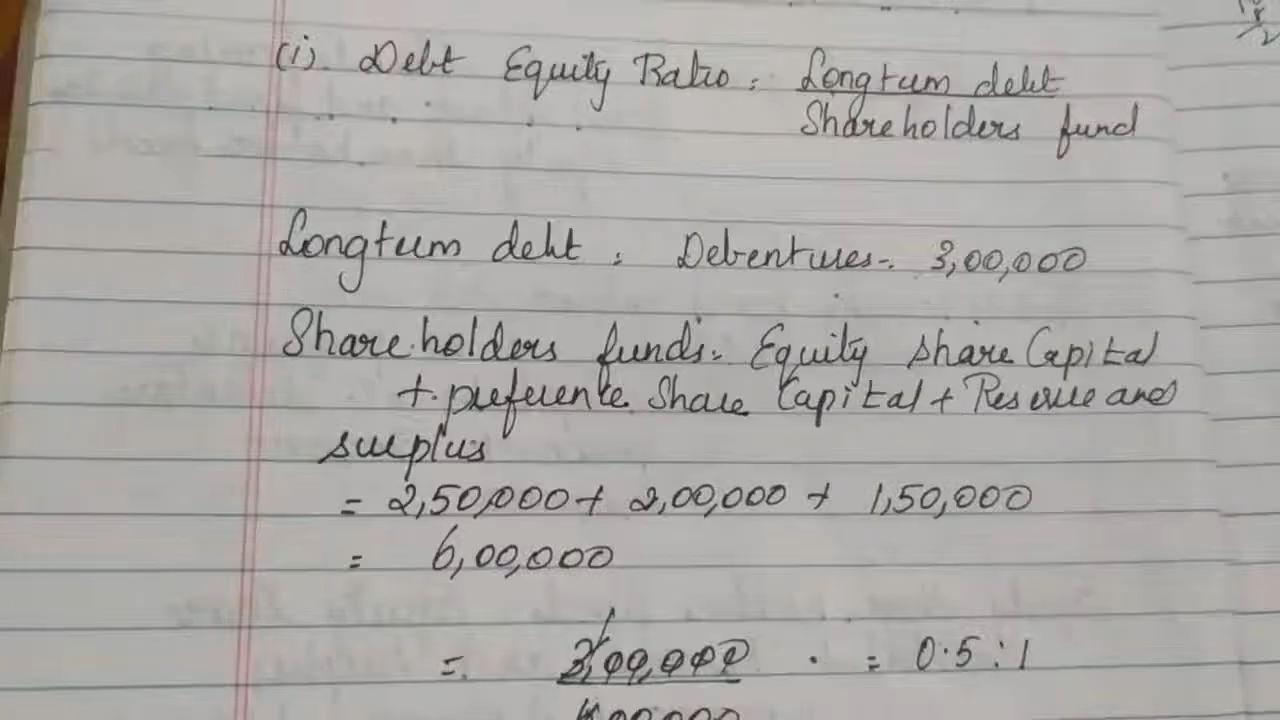 (i). Debt Equity Ratio = Longterm debt
Shareholders fund
Longterm debt = Debentures - 3,00,000
Shareholders funds = Equity share Capital
+ preference Share Capital + Reserve and
surplus
= 2,50,000 + 2,00,000 + 1,50,000
= 6,00,000
= 3,00,000 = 0.5 : 1